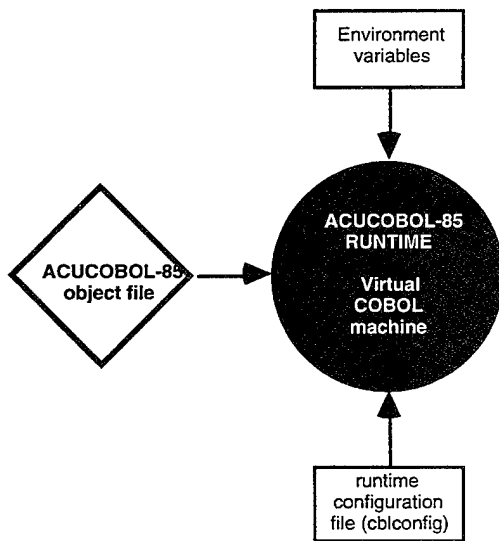 Environment
variables
ACUCOBOL-85
object file
ACUCOBOL-85
RUNTIME
Virtual
COBOL
machine
runtime
configuration
file (cblconfig)